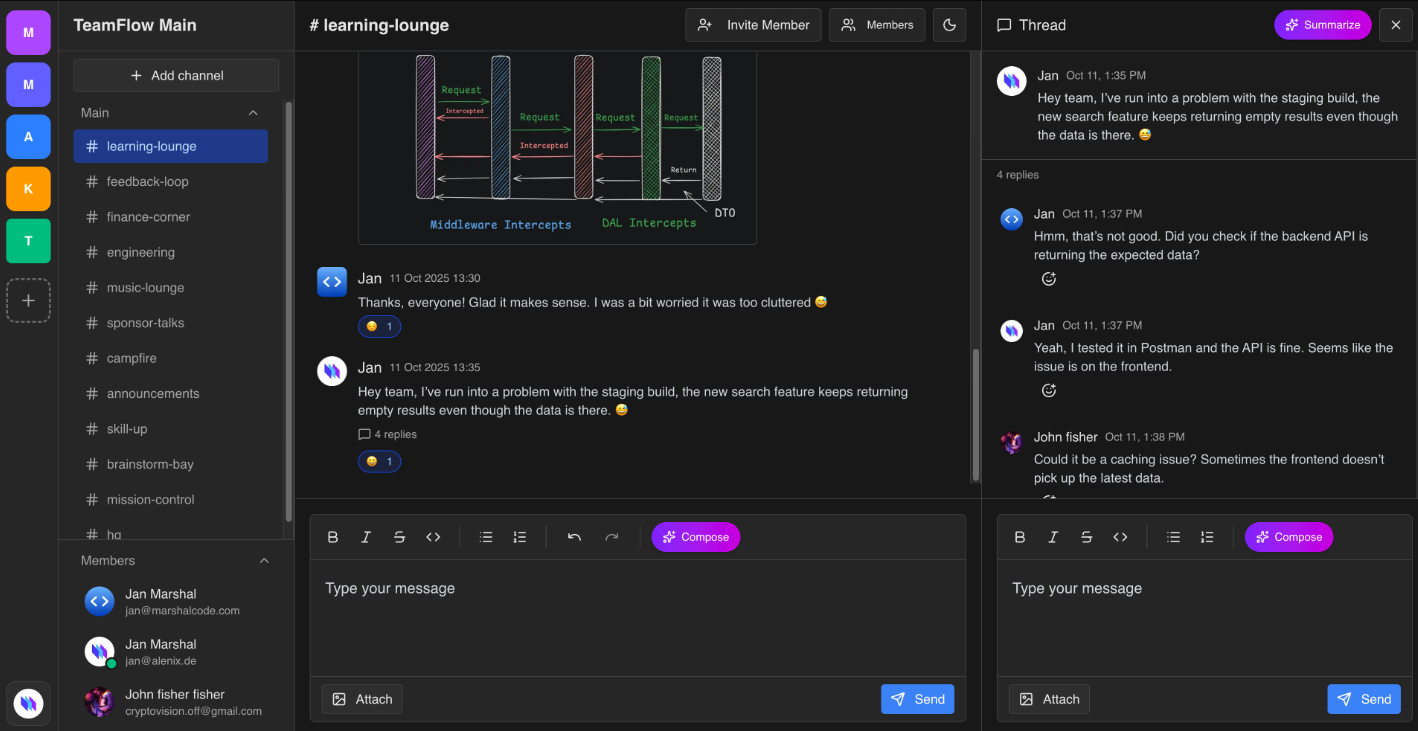 M
M
A
K
T
TeamFlow Main
Add channel
Main
# learning-lounge
# feedback-loop
# finance-corner
# engineering
# music-lounge
# sponsor-talks
# campfire
# announcements
# skill-up
# brainstorm-bay
# mission-control
# hq
Members
Jan Marshal
jan@marshalcode.com
Jan Marshal
jan@alenix.de
John fisher fisher
cryptovision.off@gmail.com
# learning-lounge
Invite Member
Members
Request
Intercepted
Request
Request
Request
Intercepted
Return
DTO
Middleware Intercepts
DAL Intercepts
Jan 11 Oct 2025 13:30
Thanks, everyone! Glad it makes sense. I was a bit worried it was too cluttered 😅
😊 1
Jan 11 Oct 2025 13:35
Hey team, I’ve run into a problem with the staging build, the new search feature keeps returning
empty results even though the data is there. 😅
4 replies
😄 1
B I S <>
Compose
Type your message
Attach
Send
Thread
Summarize
Jan Oct 11, 1:35 PM
Hey team, I’ve run into a problem with the staging build, the
new search feature keeps returning empty results even though
the data is there. 😅
4 replies
Jan Oct 11, 1:37 PM
Hmm, that’s not good. Did you check if the backend API is
returning the expected data?
Jan Oct 11, 1:37 PM
Yeah, I tested it in Postman and the API is fine. Seems like the
issue is on the frontend.
John fisher Oct 11, 1:38 PM
Could it be a caching issue? Sometimes the frontend doesn’t
pick up the latest data.
B I S <>
Compose
Type your message
Attach
Send